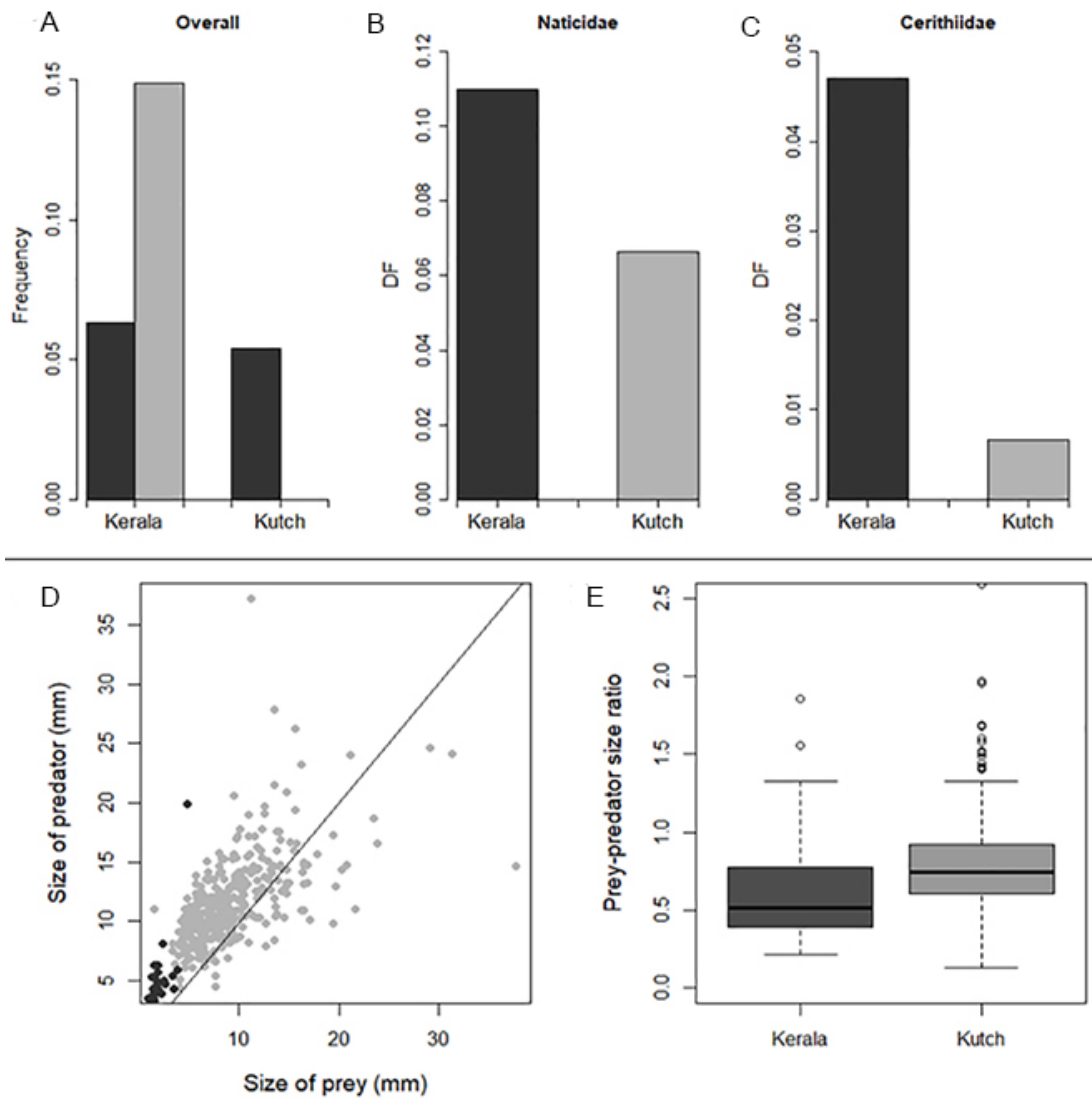 A Overall
Frequency
0.15
0.10
0.05
0.00
Kerala Kutch
B Naticidae
DF
0.12
0.10
0.08
0.06
0.04
0.02
0.00
Kerala Kutch
C Cerithiidae
DF
0.05
0.04
0.03
0.02
0.01
0.00
Kerala Kutch
D
Size of predator (mm)
35
30
25
20
15
10
5
10 20 30
Size of prey (mm)
E
Prey-predator size ratio
2.5
2.0
1.5
1.0
0.5
0.0
Kerala Kutch